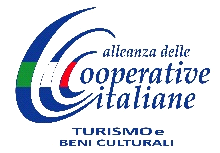 alleanza delle
Cooperative
italiane
TURISMO e
BENI CULTURALI